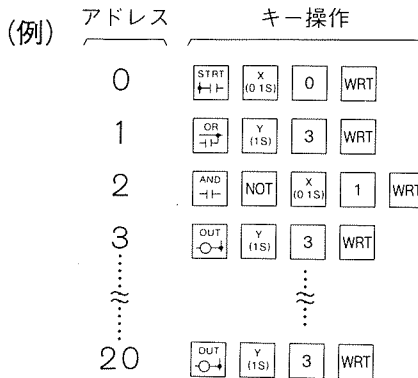 (例) アドレス キー操作
0 STRT X (0 1S) 0 WRT
1 OR Y (1S) 3 WRT
2 AND NOT X (0 1S) 1 WRT
3 OUT Y (1S) 3 WRT
20 OUT Y (1S) 3 WRT